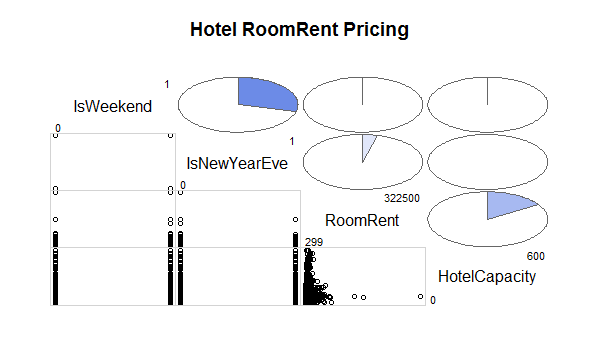 Hotel RoomRent Pricing
1
IsWeekend
0
1
IsNewYearEve
0
322500
RoomRent
299
600
HotelCapacity
0